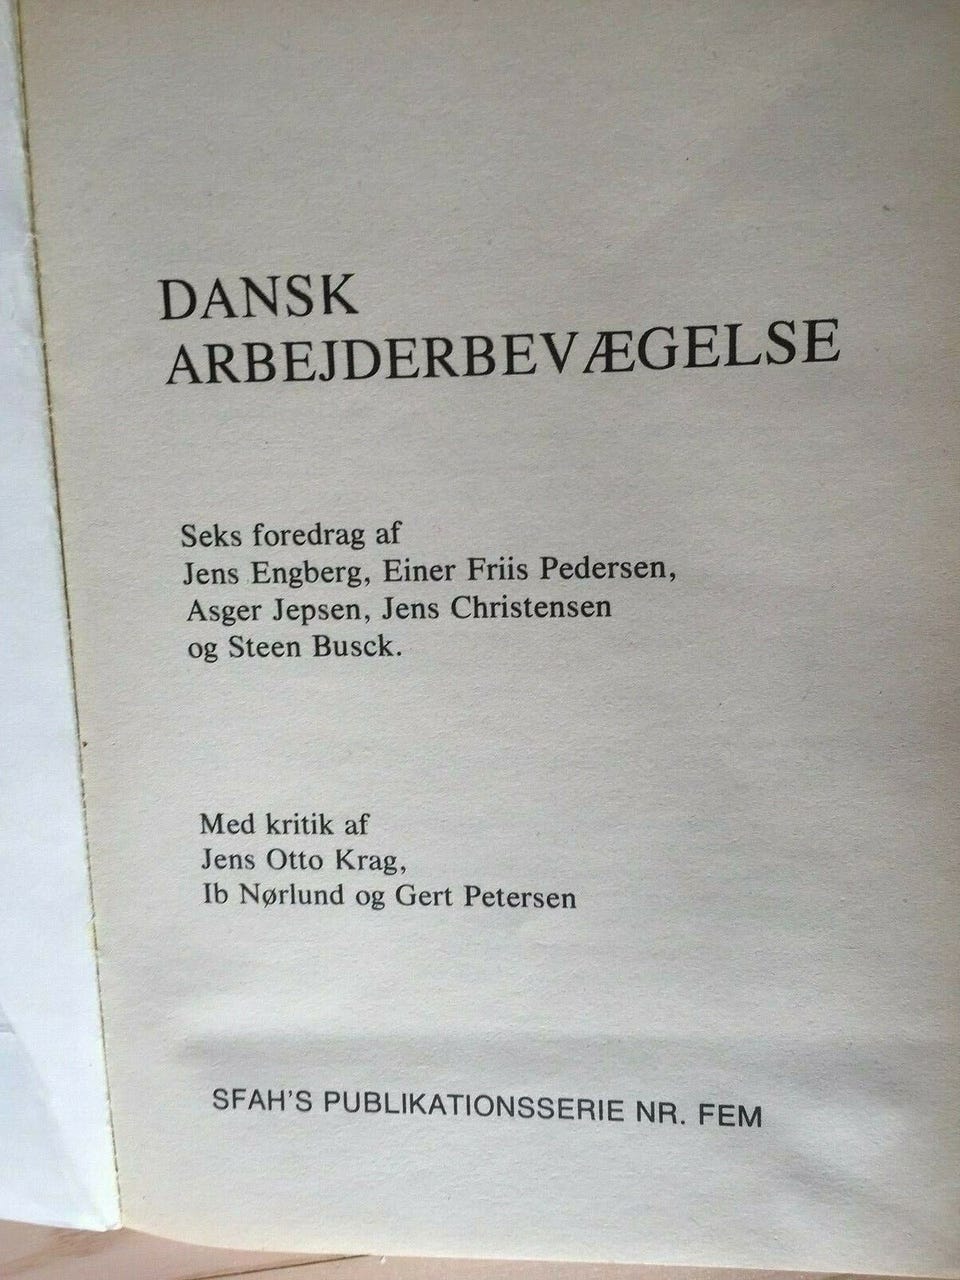 DANSK
ARBEJDERBEVÆGELSE
Seks foredrag af
Jens Engberg, Einer Friis Pedersen,
Asger Jepsen, Jens Christensen
og Steen Busck.
Med kritik af
Jens Otto Krag,
Ib Nørlund og Gert Petersen
SFAH'S PUBLIKATIONSSERIE NR. FEM